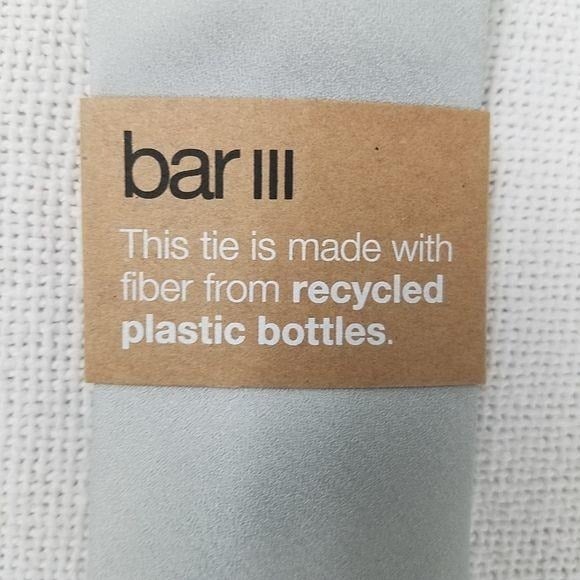 bar III
This tie is made with
fiber from recycled
plastic bottles.